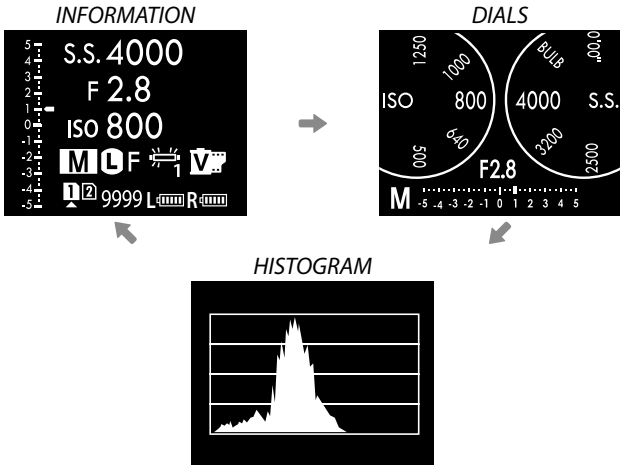 INFORMATION
5
4
3
2
1
0
-1
-2
-3
-4
-5
S.S. 4000
F 2.8
ISO 800
M L F 1 V
1 2 9999 L R
DIALS
1250
1000
ISO 800
640
500
BULB
4000 S.S.
3200
2500
F2.8
M -5 -4 -3 -2 -1 0 1 2 3 4 5
HISTOGRAM